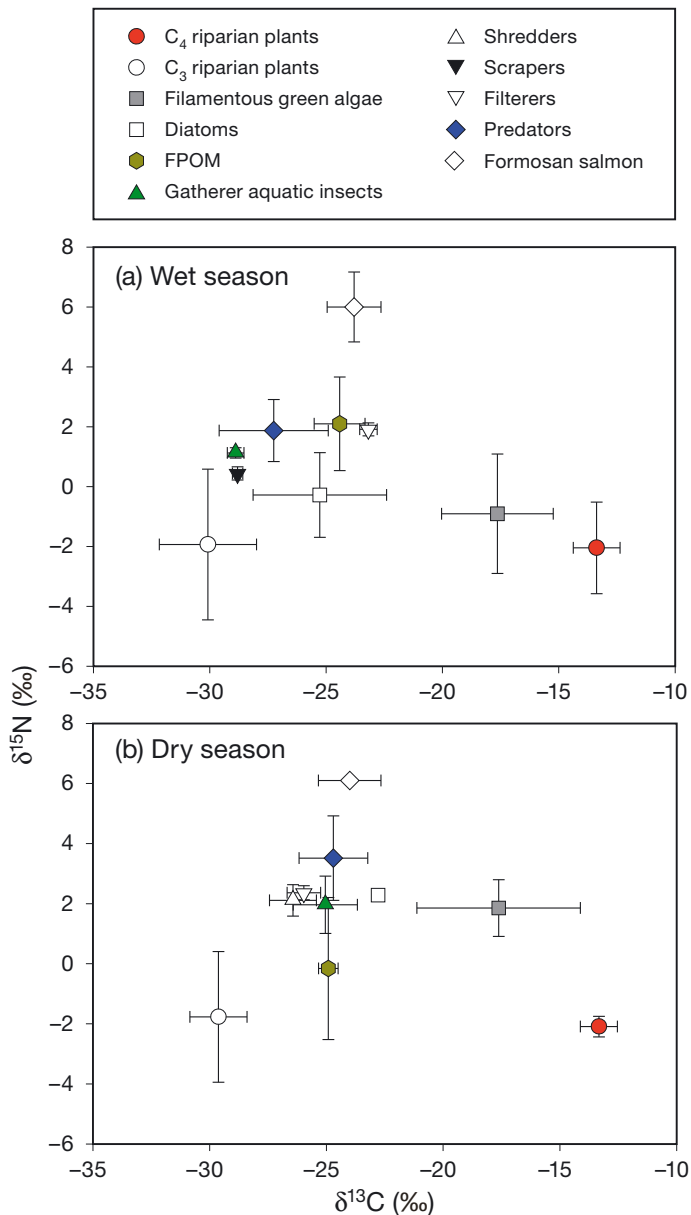 C₄ riparian plants
C₃ riparian plants
Filamentous green algae
Diatoms
FPOM
Gatherer aquatic insects
Shredders
Scrapers
Filterers
Predators
Formosan salmon
(a) Wet season
8
6
4
2
0
–2
–4
–6
–35
–30
–25
–20
–15
–10
δ¹⁵N (‰)
(b) Dry season
8
6
4
2
0
–2
–4
–6
–35
–30
–25
–20
–15
–10
δ¹³C (‰)